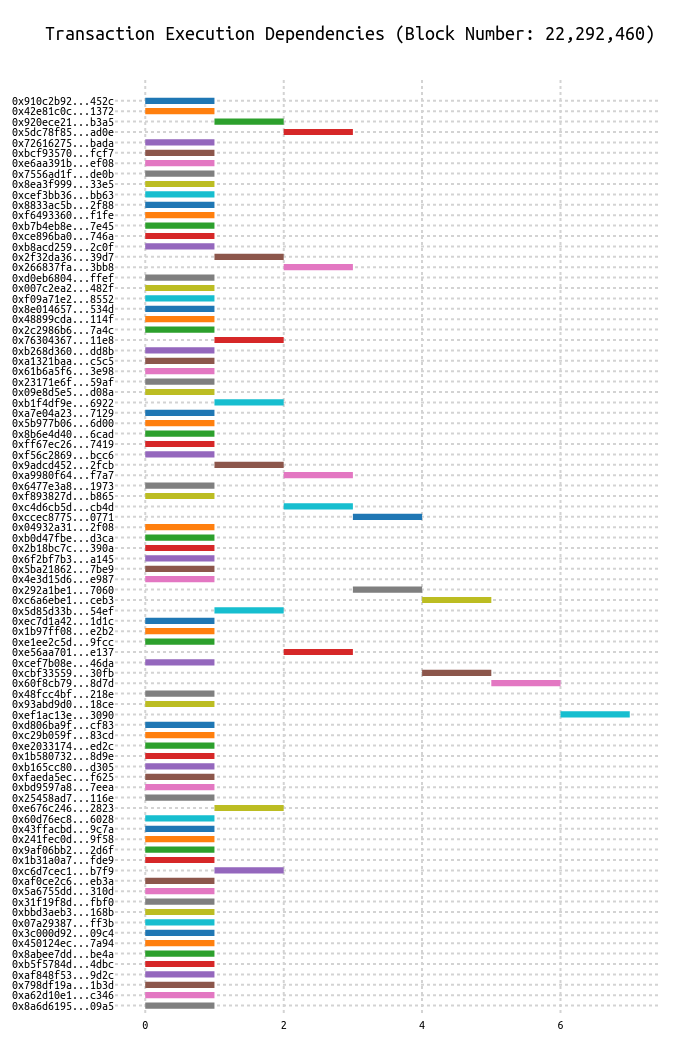 Transaction Execution Dependencies (Block Number: 22,292,460)
0x910c2b92...452c
0x42e81c0c...1372
0x920ece21...b3a5
0x5dc78f85...ad0e
0x72616275...bada
0xbcf93570...fcf7
0xe6aa391b...ef08
0x7556ad1f...de0b
0x8ea3f999...33e5
0xcef3bb36...bb63
0x8833ac5b...2f88
0xf6493360...f1fe
0xb7b4eb8e...7e45
0xce896ba0...746a
0xb8acd259...2c0f
0x2f32da36...39d7
0x266837fa...3bb8
0xd0eb6804...ffef
0x007c2ea2...482f
0xf09a71e2...8552
0x8e014657...534d
0x48899cda...114f
0x2c2986b6...7a4c
0x76304367...11e8
0xb268d360...dd8b
0xa1321baa...c5c5
0x61b6a5f6...3e98
0x23171e6f...59af
0x09e8d5e5...d08a
0xb1f4df9e...6922
0xa7e04a23...7129
0x5b977b06...6d00
0x8b6e4d40...6cad
0xff67ec26...7419
0xf56c2869...bcc6
0x9adcd452...2fcb
0xa9980f64...f7a7
0x6477e3a8...1973
0xf893827d...b865
0xc4d6cb5d...cb4d
0xccec8775...0771
0x04932a31...2f08
0xb0d47fbe...d3ca
0x2b18bc7c...390a
0x6f2bf7b3...a145
0x5ba21862...7be9
0x4e3d15d6...e987
0x292a1be1...7060
0xc6a6ebe1...ceb3
0x5d85d33b...54ef
0xec7d1a42...1d1c
0x1b97ff08...e2b2
0xe1ee2c5d...9fcc
0xe56aa701...e137
0xcef7b08e...46da
0xcbf33559...30fb
0x60f8cb79...8d7d
0x48fcc4bf...218e
0x93abd9d0...18ce
0xef1ac13e...3090
0xd806ba9f...cf83
0xc29b059f...83cd
0xe2033174...ed2c
0x1b580732...8d9e
0xb165cc80...d305
0xfaeda5ec...f625
0xbd9597a8...7eea
0x25458ad7...116e
0xe676c246...2823
0x60d76ec8...6028
0x43ffacbd...9c7a
0x241fec0d...9f58
0x9af06bb2...2d6f
0x1b31a0a7...fde9
0xc6d7cec1...b7f9
0xaf0ce2c6...eb3a
0x5a6755dd...310d
0x31f19f8d...fbf0
0xbbd3aeb3...168b
0x07a29387...ff3b
0x3c000d92...09c4
0x450124ec...7a94
0x8abee7dd...be4a
0xb5f5784d...4dbc
0xaf848f53...9d2c
0x798df19a...1b3d
0xa62d10e1...c346
0x8a6d6195...09a5
0 2 4 6